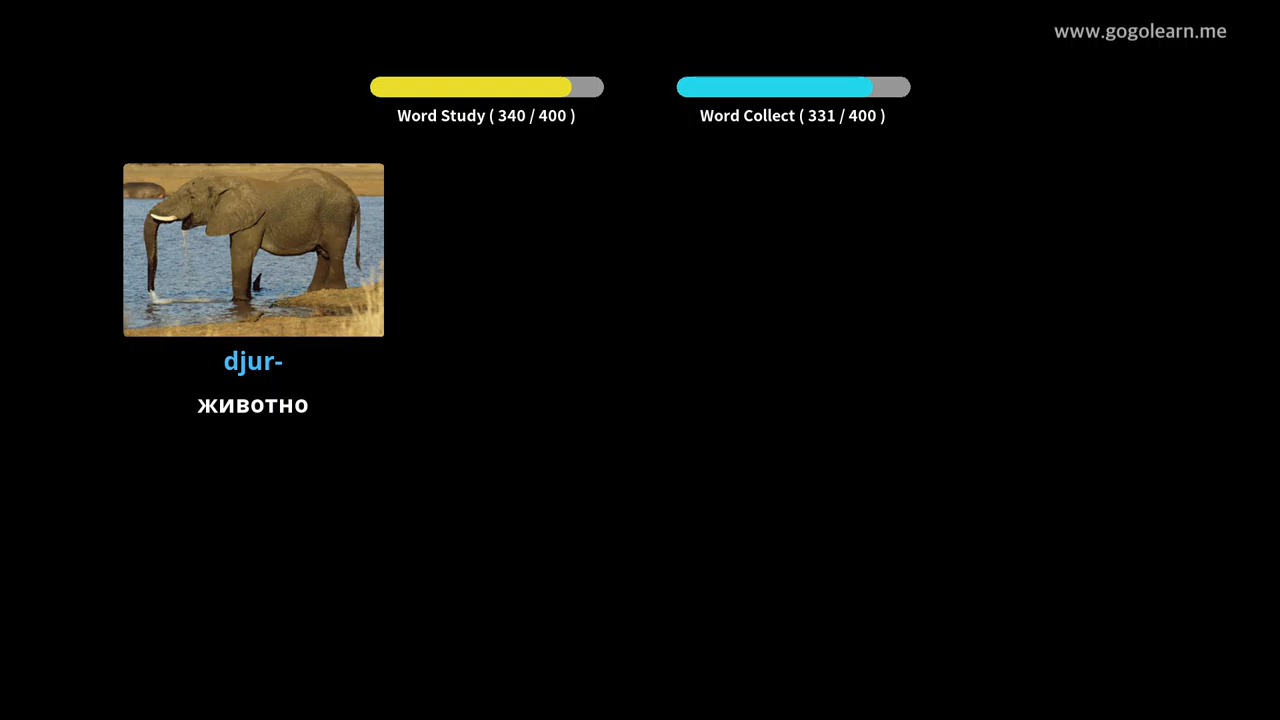 www.gogolearn.me
Word Study ( 340 / 400 )
Word Collect ( 331 / 400 )
djur-
животно